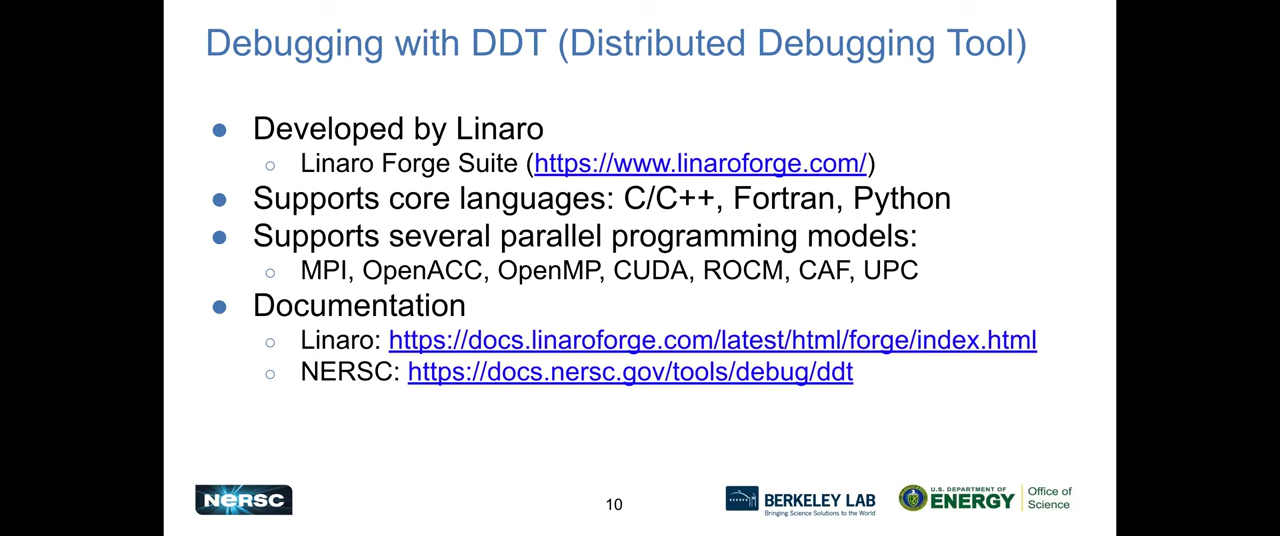 Debugging with DDT (Distributed Debugging Tool)
● Developed by Linaro
○ Linaro Forge Suite (https://www.linaroforge.com/)
● Supports core languages: C/C++, Fortran, Python
● Supports several parallel programming models:
○ MPI, OpenACC, OpenMP, CUDA, ROCM, CAF, UPC
● Documentation
○ Linaro: https://docs.linaroforge.com/latest/html/forge/index.html
○ NERSC: https://docs.nersc.gov/tools/debug/ddt
NERSC
10
BERKELEY LAB
Bringing Science Solutions to the World
U.S. DEPARTMENT OF
ENERGY
Office of
Science